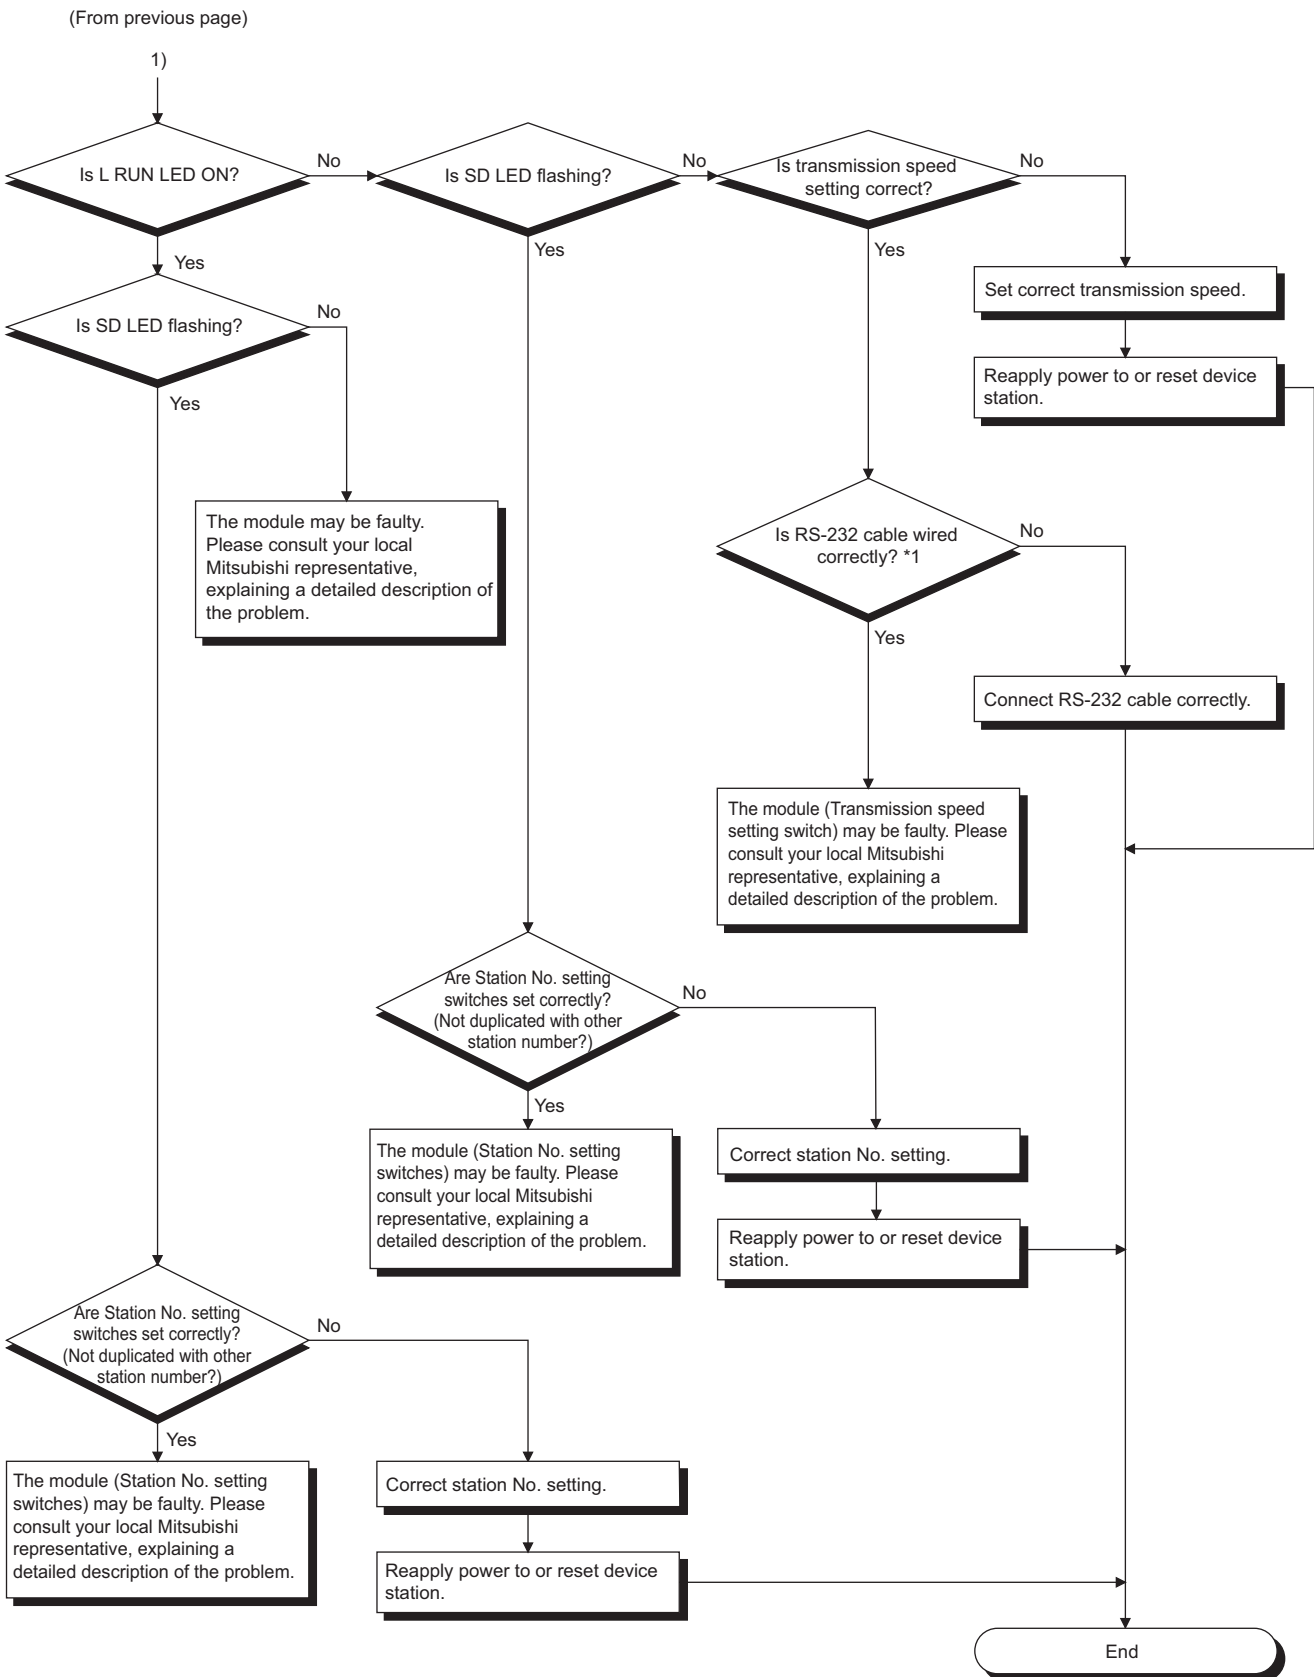 (From previous page)
1)
Is L RUN LED ON?
No
Is SD LED flashing?
No
Is transmission speed
setting correct?
No
Yes
Yes
Yes
Set correct transmission speed.
Is SD LED flashing?
No
Reapply power to or reset device
station.
Yes
The module may be faulty.
Please consult your local
Mitsubishi representative,
explaining a detailed description of
the problem.
Is RS-232 cable wired
correctly? *1
No
Yes
Connect RS-232 cable correctly.
The module (Transmission speed
setting switch) may be faulty. Please
consult your local Mitsubishi
representative, explaining a
detailed description of the problem.
Are Station No. setting
switches set correctly?
(Not duplicated with other
station number?)
No
Yes
The module (Station No. setting
switches) may be faulty. Please
consult your local Mitsubishi
representative, explaining a
detailed description of the problem.
Correct station No. setting.
Reapply power to or reset device
station.
Are Station No. setting
switches set correctly?
(Not duplicated with other
station number?)
No
Yes
The module (Station No. setting
switches) may be faulty. Please
consult your local Mitsubishi
representative, explaining a
detailed description of the problem.
Correct station No. setting.
Reapply power to or reset device
station.
End